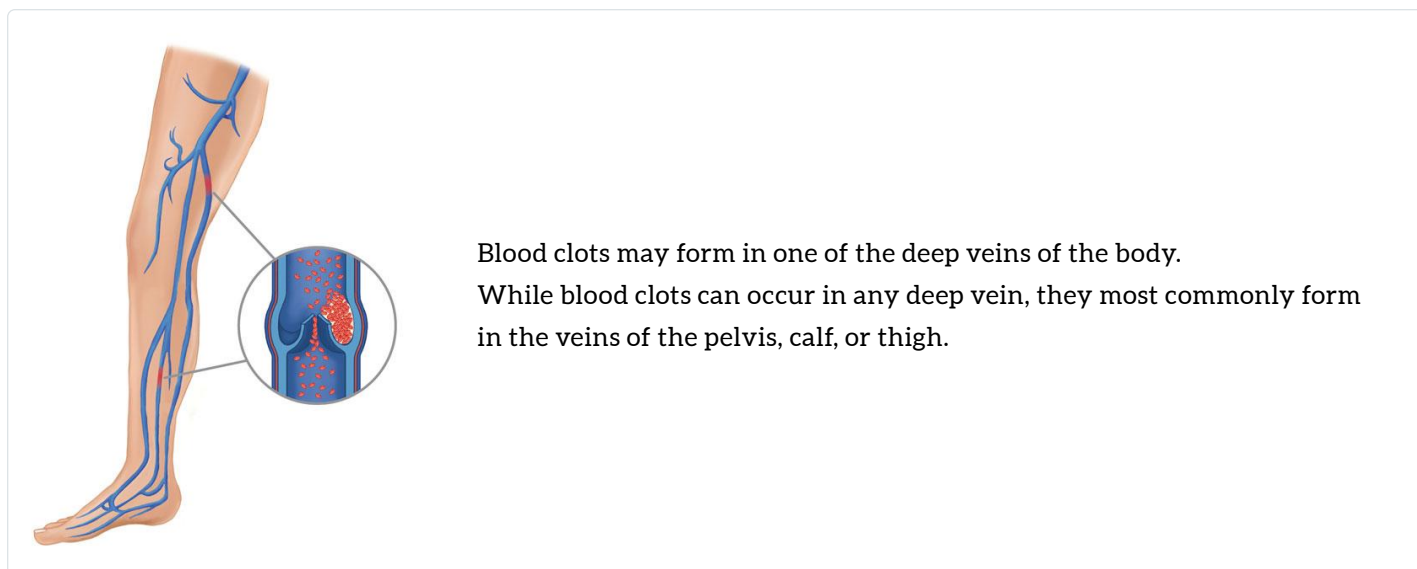 Blood clots may form in one of the deep veins of the body.
While blood clots can occur in any deep vein, they most commonly form
in the veins of the pelvis, calf, or thigh.